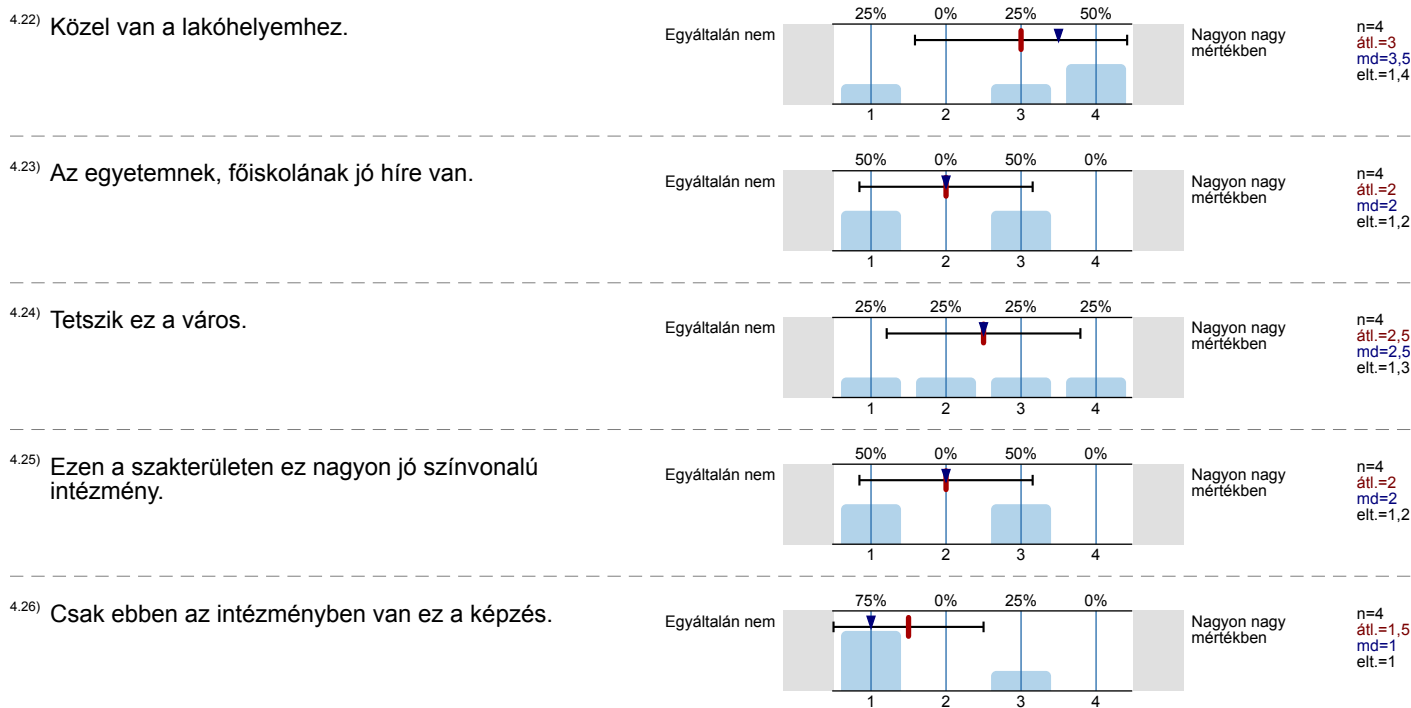 4.22) Közel van a lakóhelyemhez.
25% 0% 25% 50%
Egyáltalán nem
Nagyon nagy
mértékben
n=4
átl.=3
md=3,5
elt.=1,4
1 2 3 4
4.23) Az egyetemnek, főiskolának jó híre van.
50% 0% 50% 0%
Egyáltalán nem
Nagyon nagy
mértékben
n=4
átl.=2
md=2
elt.=1,2
1 2 3 4
4.24) Tetszik ez a város.
25% 25% 25% 25%
Egyáltalán nem
Nagyon nagy
mértékben
n=4
átl.=2,5
md=2,5
elt.=1,3
1 2 3 4
4.25) Ezen a szakterületen ez nagyon jó színvonalú
intézmény.
50% 0% 50% 0%
Egyáltalán nem
Nagyon nagy
mértékben
n=4
átl.=2
md=2
elt.=1,2
1 2 3 4
4.26) Csak ebben az intézményben van ez a képzés.
75% 0% 25% 0%
Egyáltalán nem
Nagyon nagy
mértékben
n=4
átl.=1,5
md=1
elt.=1
1 2 3 4